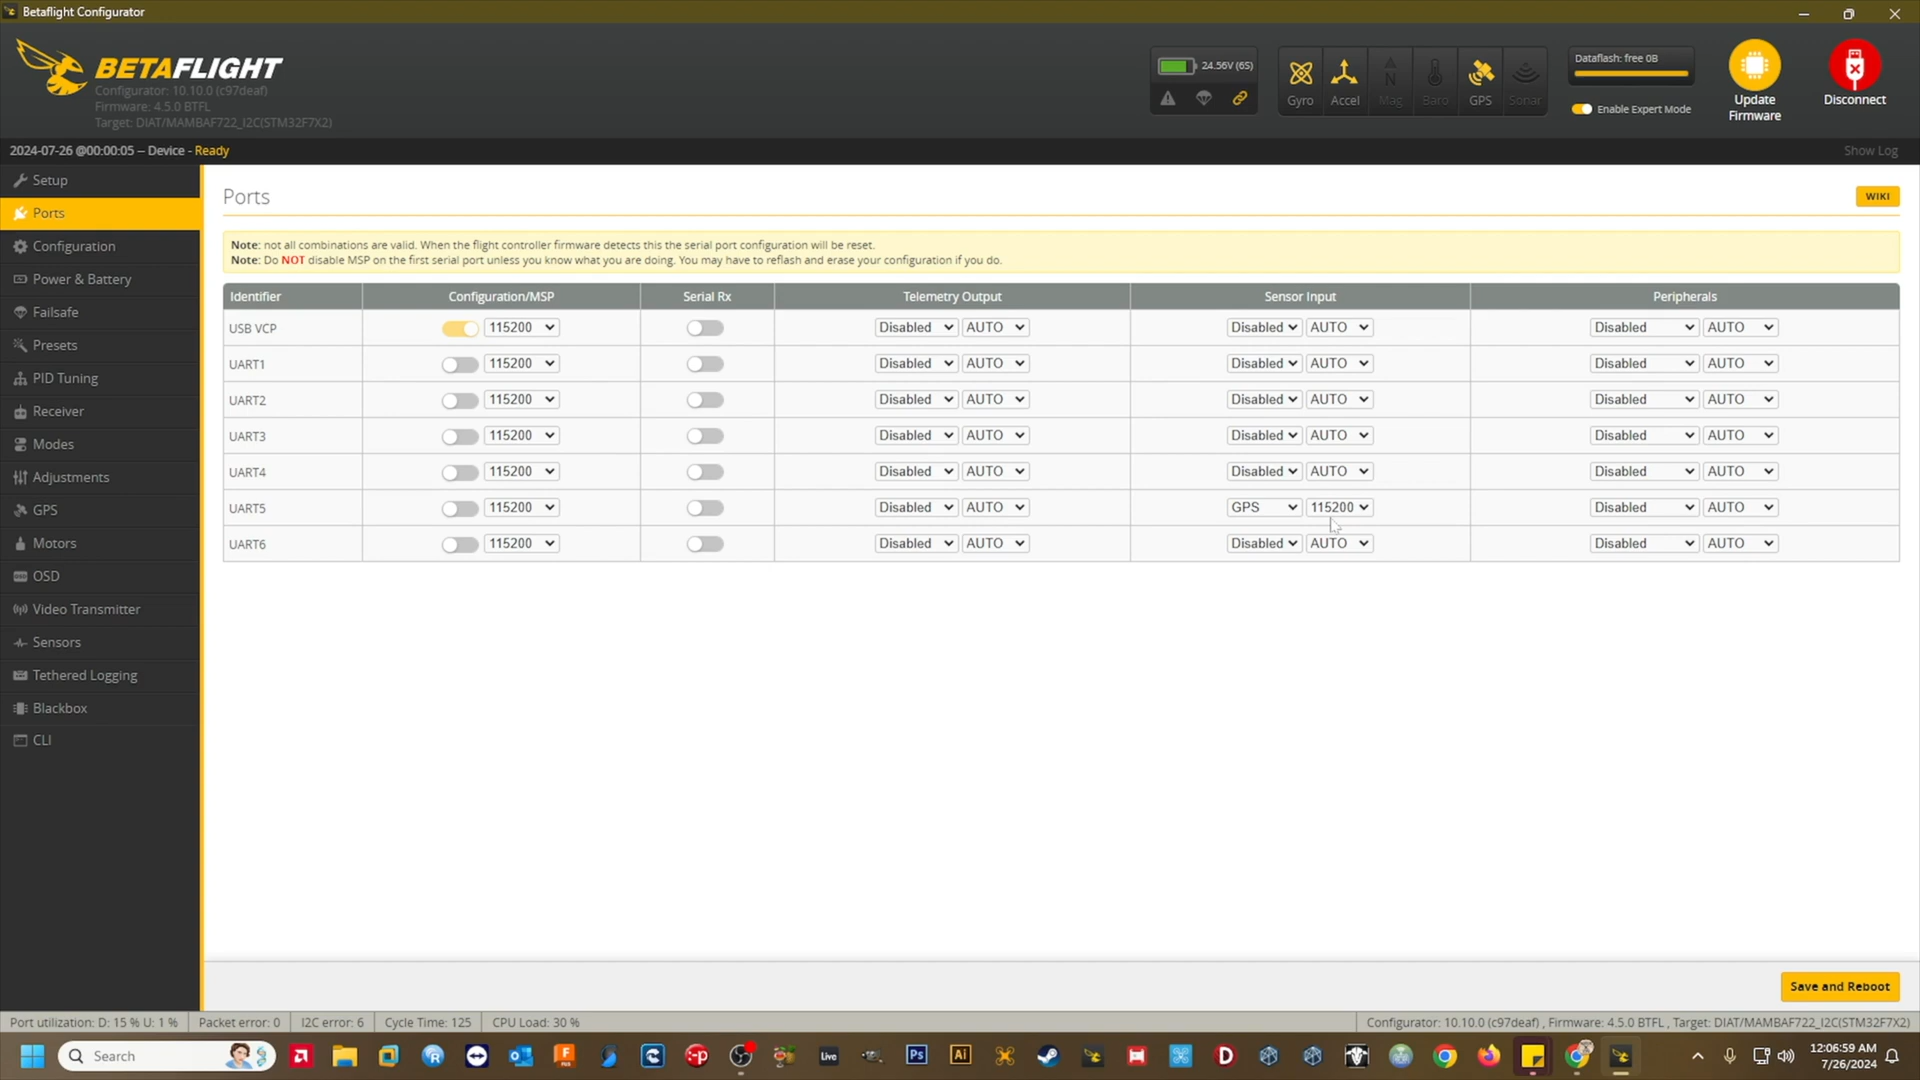 Betaflight Configurator
BETAFLIGHT
Configurator: 10.10.0 (c97deaf)
Firmware: 4.5.0 BTFL
Target: DIAT/MAMBAF722_I2C(STM32F7X2)
24.56V (6S)
Gyro Accel Mag Baro GPS Sonar
Dataflash: free 0B
Enable Expert Mode
Update
Firmware
Disconnect
2024-07-26 @00:00:05 -- Device - Ready
Show Log
Setup
Ports
Configuration
Power & Battery
Failsafe
Presets
PID Tuning
Receiver
Modes
Adjustments
GPS
Motors
OSD
Video Transmitter
Sensors
Tethered Logging
Blackbox
CLI
Ports
WIKI
Note: not all combinations are valid. When the flight controller firmware detects this the serial port configuration will be reset.
Note: Do NOT disable MSP on the first serial port unless you know what you are doing. You may have to reflash and erase your configuration if you do.
Identifier Configuration/MSP Serial Rx Telemetry Output Sensor Input Peripherals
USB VCP 115200 Disabled AUTO Disabled AUTO Disabled AUTO
UART1 115200 Disabled AUTO Disabled AUTO Disabled AUTO
UART2 115200 Disabled AUTO Disabled AUTO Disabled AUTO
UART3 115200 Disabled AUTO Disabled AUTO Disabled AUTO
UART4 115200 Disabled AUTO Disabled AUTO Disabled AUTO
UART5 115200 Disabled AUTO GPS 115200 Disabled AUTO
UART6 115200 Disabled AUTO Disabled AUTO Disabled AUTO
Save and Reboot
Port utilization: D: 15 % U: 1 % Packet error: 0 I2C error: 6 Cycle Time: 125 CPU Load: 30 %
Configurator: 10.10.0 (c97deaf) , Firmware: 4.5.0 BTFL , Target: DIAT/MAMBAF722_I2C(STM32F7X2)
Search
Live
Ps
Ai
12:06:59 AM
7/26/2024